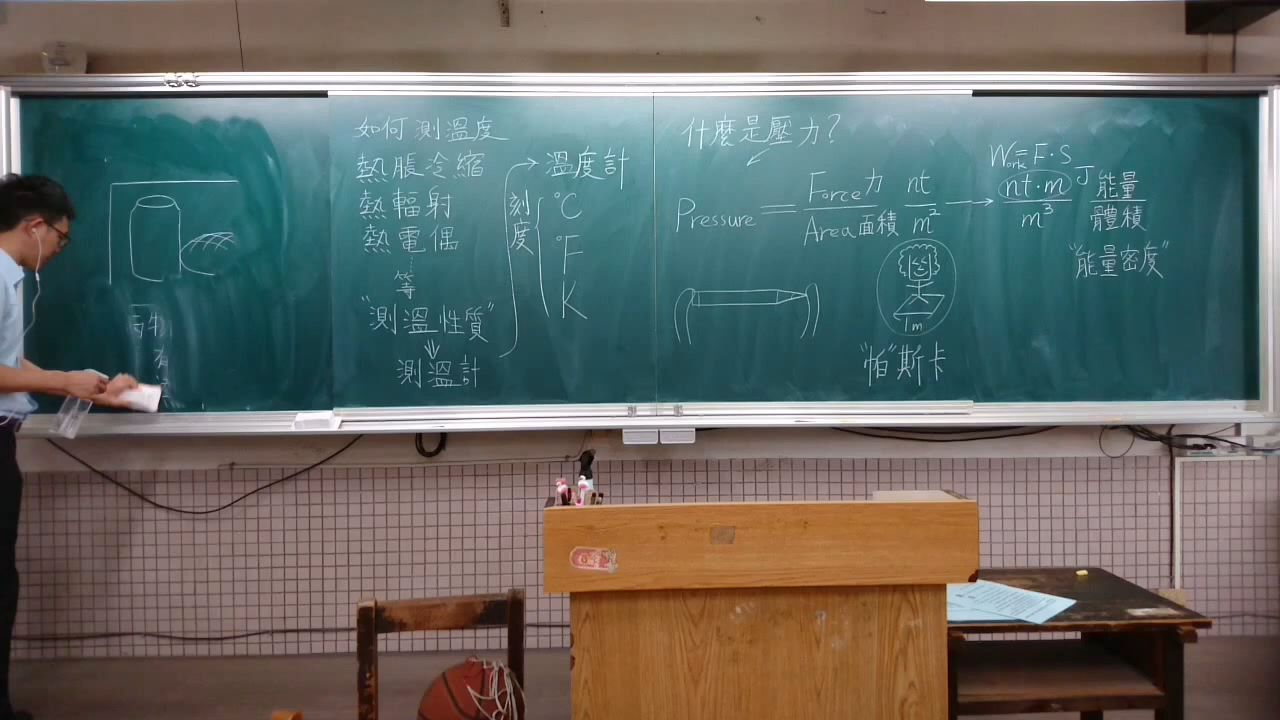 如何測溫度
熱脹冷縮
熱輻射
熱電偶
等
"測溫性質"
測溫計
溫度計
刻度
°C
°F
K
什麼是壓力?
Pressure = Force力 / Area面積 nt / m² → nt·m / m³ J 能量 / 體積
Work = F·S
"能量密度"
1m
"帕"斯卡